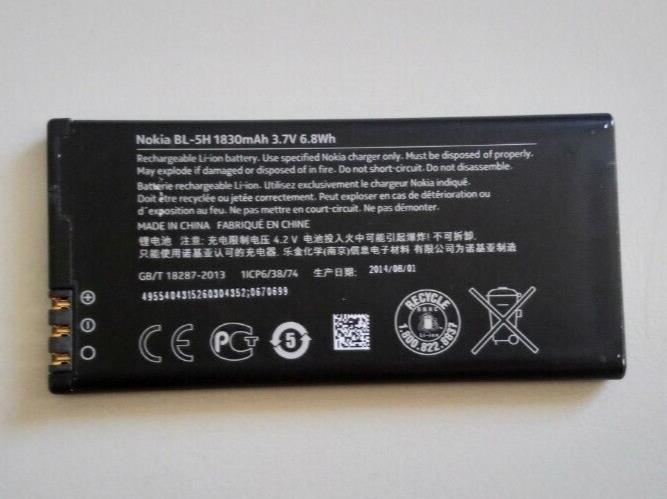 Nokia BL-5H 1830mAh 3.7V 6.8Wh
Rechargeable Li-ion battery. Use specified Nokia charger only. Must be disposed of properly.
May explode if damaged or disposed of in fire. Do not short-circuit. Do not disassemble.
Batterie rechargeable Li-ion. Utilisez exclusivement le chargeur Nokia indiqué.
Doit être recyclée ou jetée correctement. Peut exploser en cas de détérioration ou
d'exposition au feu. Ne pas mettre en court-circuit. Ne pas démonter.
MADE IN CHINA FABRIQUÉ EN CHINE
锂电池 注意: 充电限制电压 4.2 V 电池投入火中可能引起爆炸! 不可拆卸,
请使用诺基亚认可的充电器. 乐金化学(南京)信息电子材料 有限公司为诺基亚制造
GB/T 18287-2013 1ICP6/38/74 生产日期: 2014/08/01
4955404315260304352;0670699
CE PCT 5
RECYCLE
Li-ion
1.800.822.8837